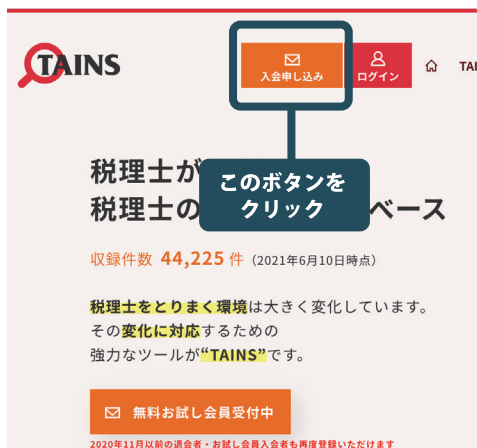 TAINS
入会申し込み
ログイン
税理士が
このボタンを
クリック
税理士の
ベース
収録件数 44,225 件 (2021年6月10日時点)
税理士をとりまく環境は大きく変化しています。
その変化に対応するための
強力なツールが“TAINS”です。
無料お試し会員受付中
2020年11月以前の退会者・お試し会員入会者も再度登録いただけます